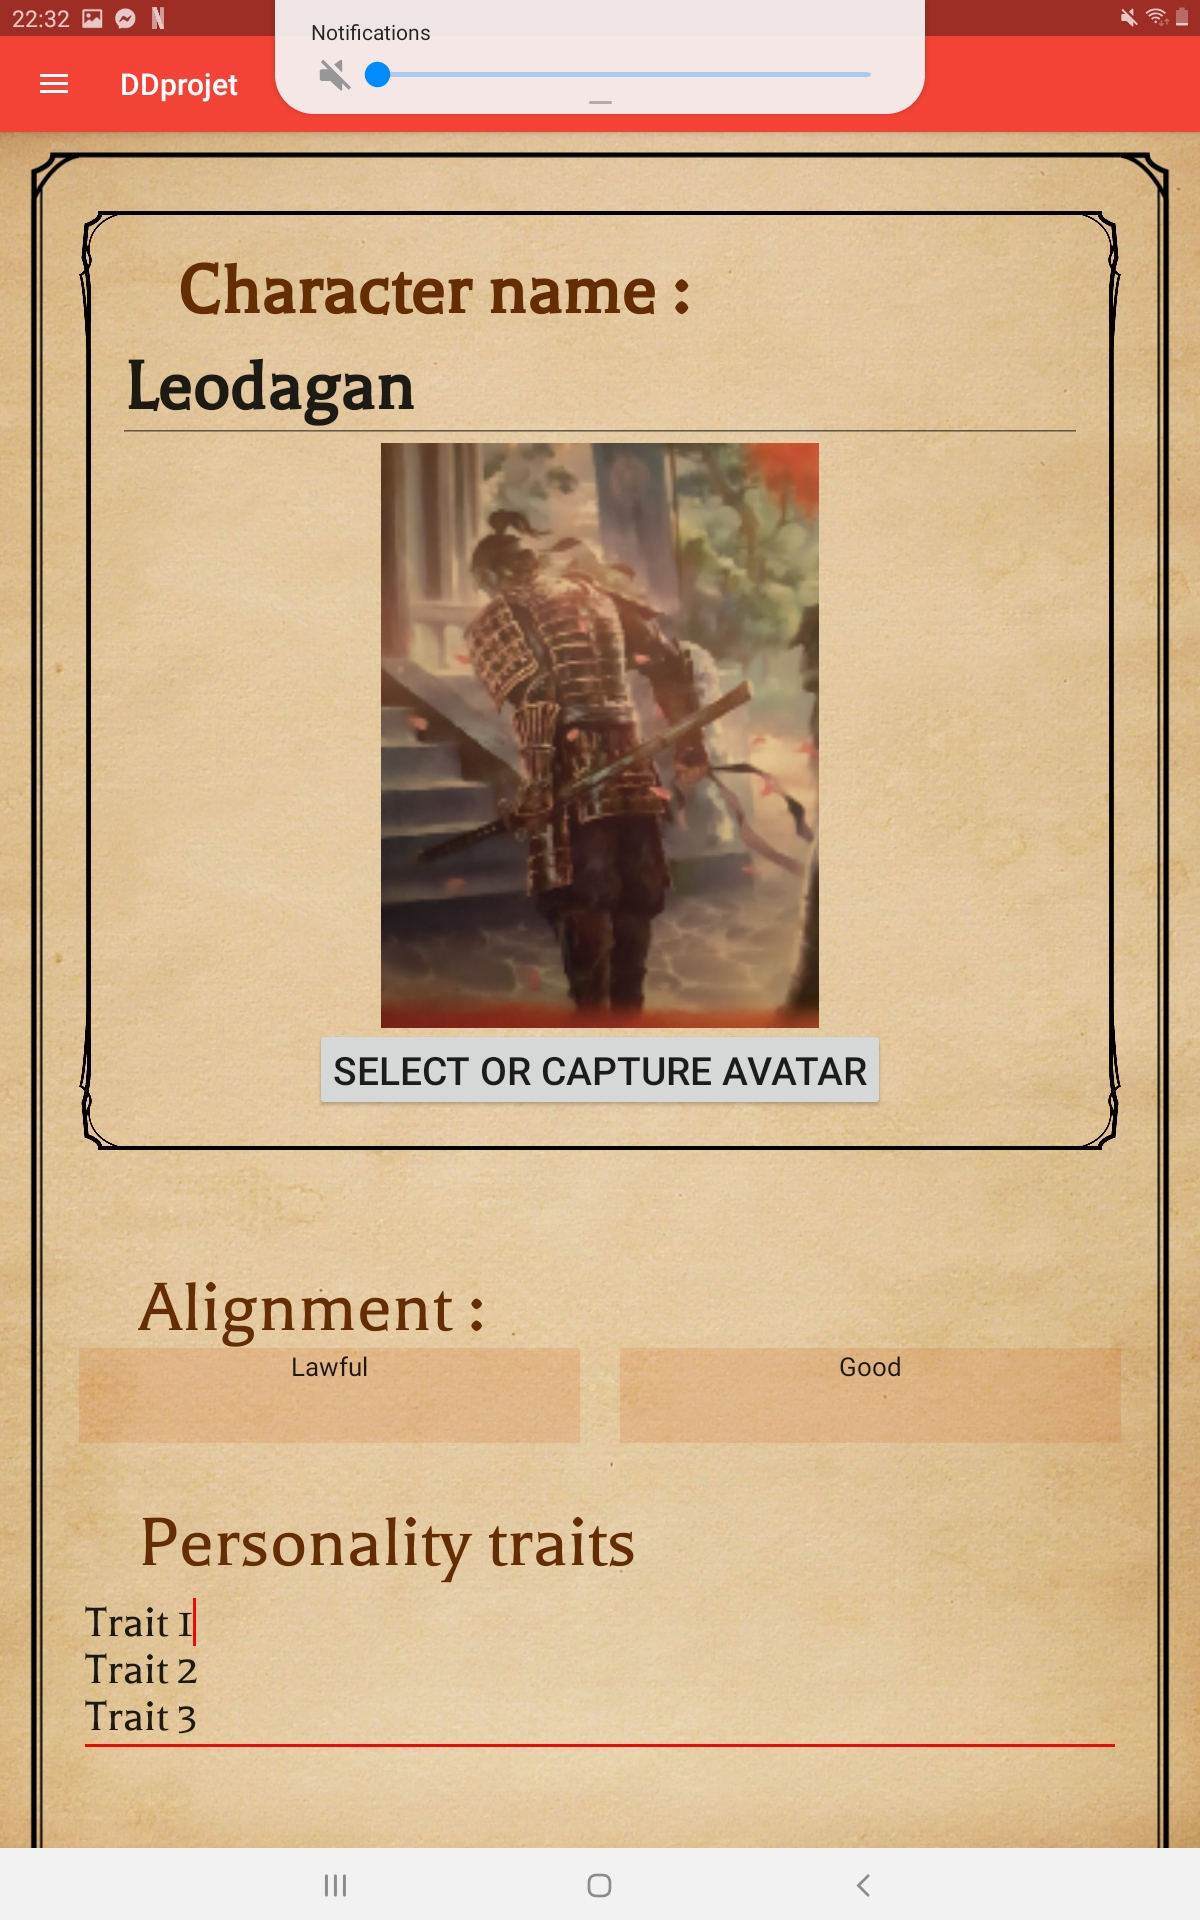 22:32
Notifications
DDprojet
Character name :
Leodagan
SELECT OR CAPTURE AVATAR
Alignment :
Lawful Good
Personality traits
Trait 1
Trait 2
Trait 3